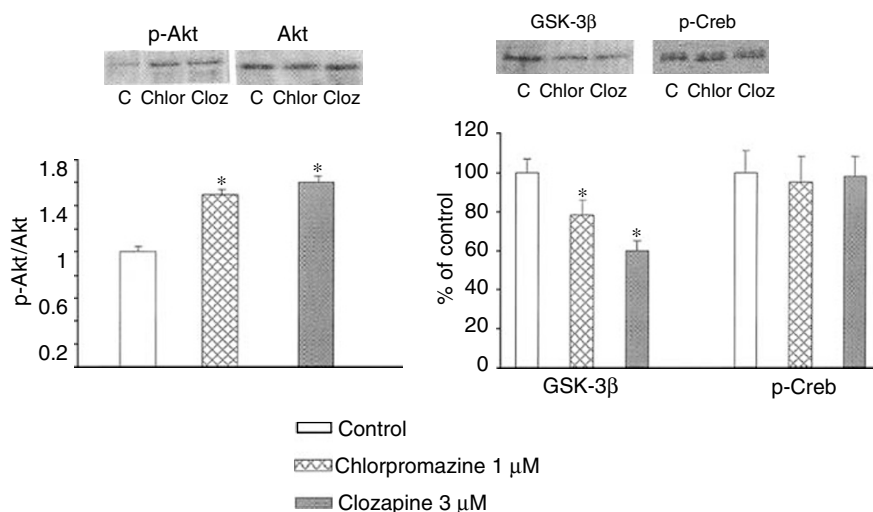 p-Akt Akt
C Chlor Cloz C Chlor Cloz
p-Akt/Akt
1.8
1.4
1
0.6
0.2
*
*
GSK-3β p-Creb
C Chlor Cloz C Chlor Cloz
% of control
120
100
80
60
40
20
0
*
*
GSK-3β p-Creb
Control
Chlorpromazine 1 μM
Clozapine 3 μM